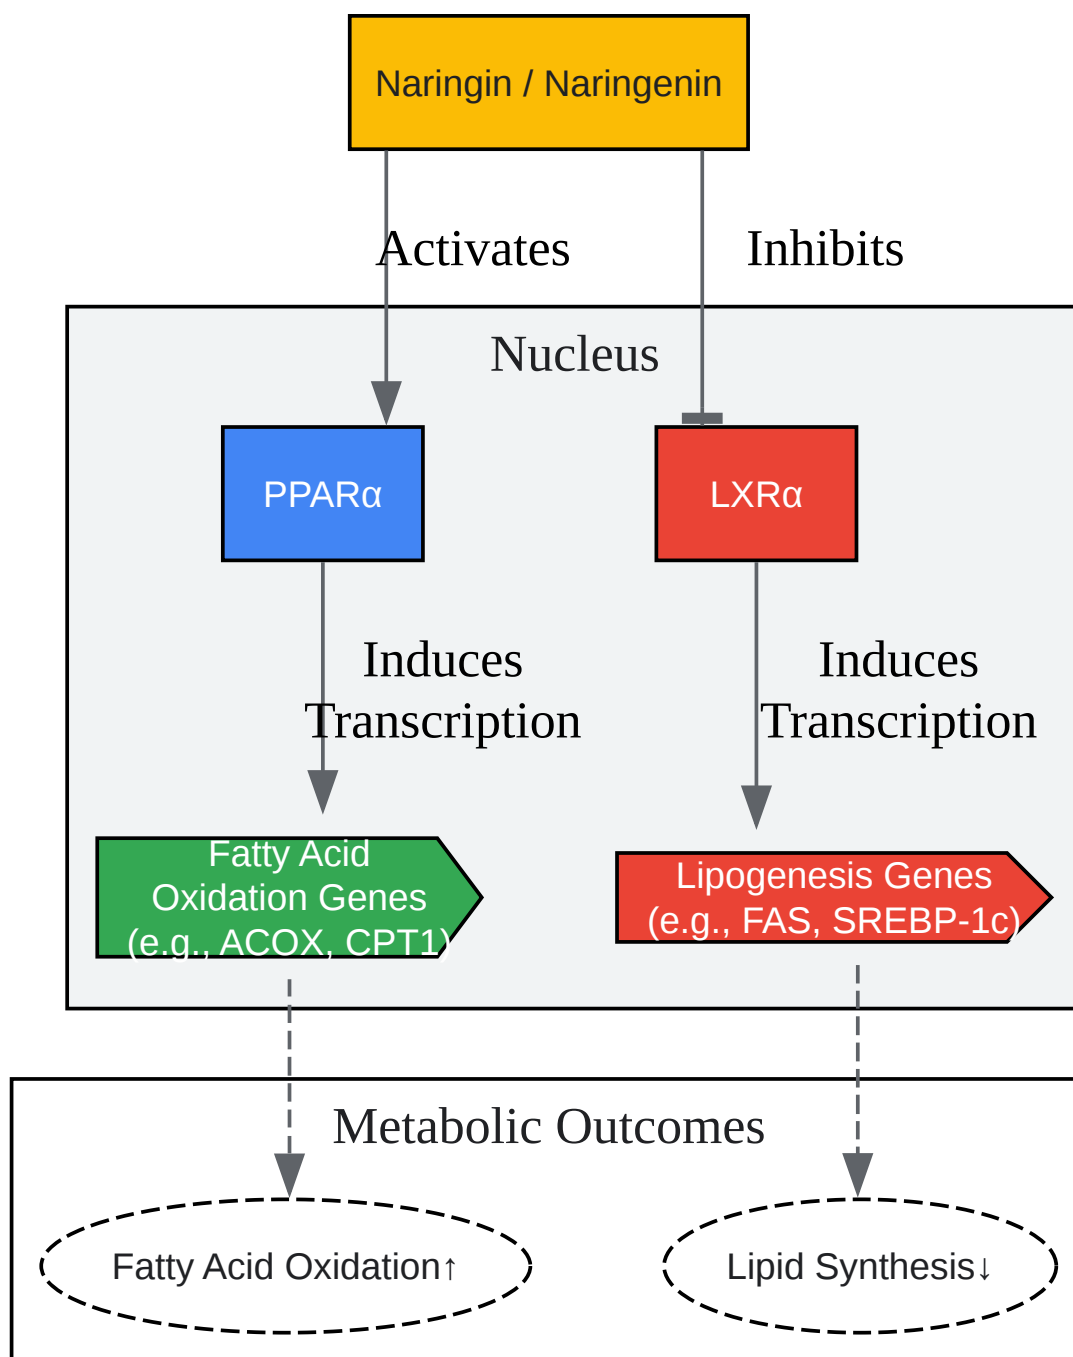 Naringin / Naringenin
Activates
Inhibits
Nucleus
PPARα
LXRα
Induces
Transcription
Induces
Transcription
Fatty Acid
Oxidation Genes
(e.g., ACOX, CPT1)
Lipogenesis Genes
(e.g., FAS, SREBP-1c)
Metabolic Outcomes
Fatty Acid Oxidation↑
Lipid Synthesis↓